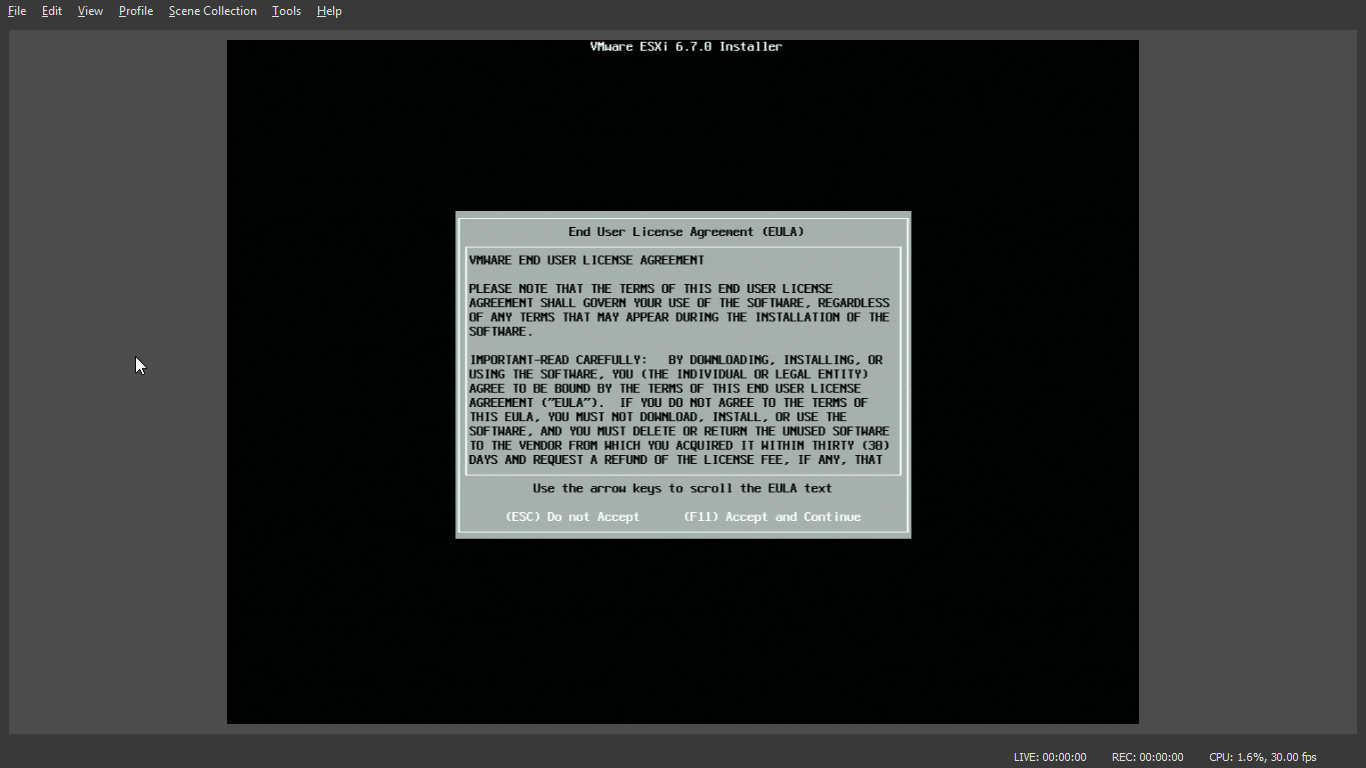 File Edit View Profile Scene Collection Tools Help
VMware ESXi 6.7.0 Installer
End User License Agreement (EULA)
VMWARE END USER LICENSE AGREEMENT
PLEASE NOTE THAT THE TERMS OF THIS END USER LICENSE
AGREEMENT SHALL GOVERN YOUR USE OF THE SOFTWARE, REGARDLESS
OF ANY TERMS THAT MAY APPEAR DURING THE INSTALLATION OF THE
SOFTWARE.
IMPORTANT-READ CAREFULLY:   BY DOWNLOADING, INSTALLING, OR
USING THE SOFTWARE, YOU (THE INDIVIDUAL OR LEGAL ENTITY)
AGREE TO BE BOUND BY THE TERMS OF THIS END USER LICENSE
AGREEMENT ("EULA").  IF YOU DO NOT AGREE TO THE TERMS OF
THIS EULA, YOU MUST NOT DOWNLOAD, INSTALL, OR USE THE
SOFTWARE, AND YOU MUST DELETE OR RETURN THE UNUSED SOFTWARE
TO THE VENDOR FROM WHICH YOU ACQUIRED IT WITHIN THIRTY (30)
DAYS AND REQUEST A REFUND OF THE LICENSE FEE, IF ANY, THAT
Use the arrow keys to scroll the EULA text
(ESC) Do not Accept (F11) Accept and Continue
LIVE: 00:00:00 REC: 00:00:00 CPU: 1.6%, 30.00 fps